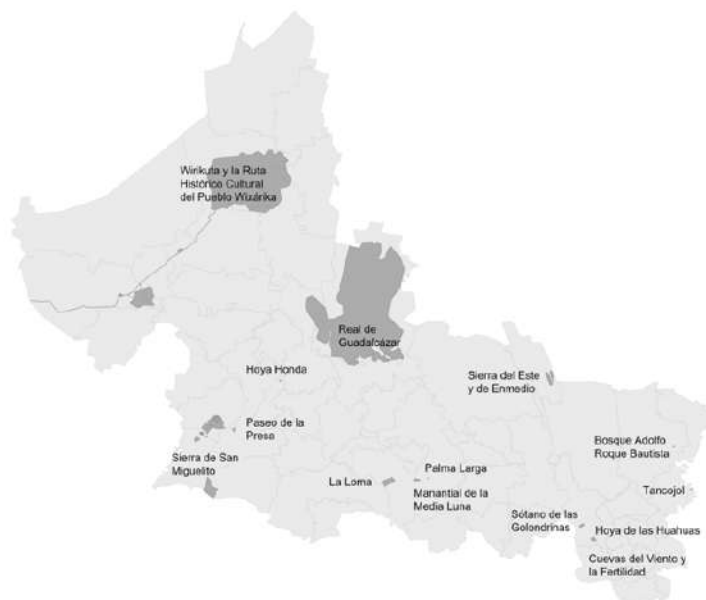 Wirikuta y la Ruta
Histórico Cultural
del Pueblo Wixárika
Real de
Guadalcázar
Hoya Honda
Sierra del Este
y de Enmedio
Paseo de la
Presa
Bosque Adolfo
Roque Bautista
Sierra de San
Miguelito
La Loma
Palma Larga
Manantial de la
Media Luna
Tancojol
Sótano de las
Golondrinas
Hoya de las Huahuas
Cuevas del Viento y
la Fertilidad